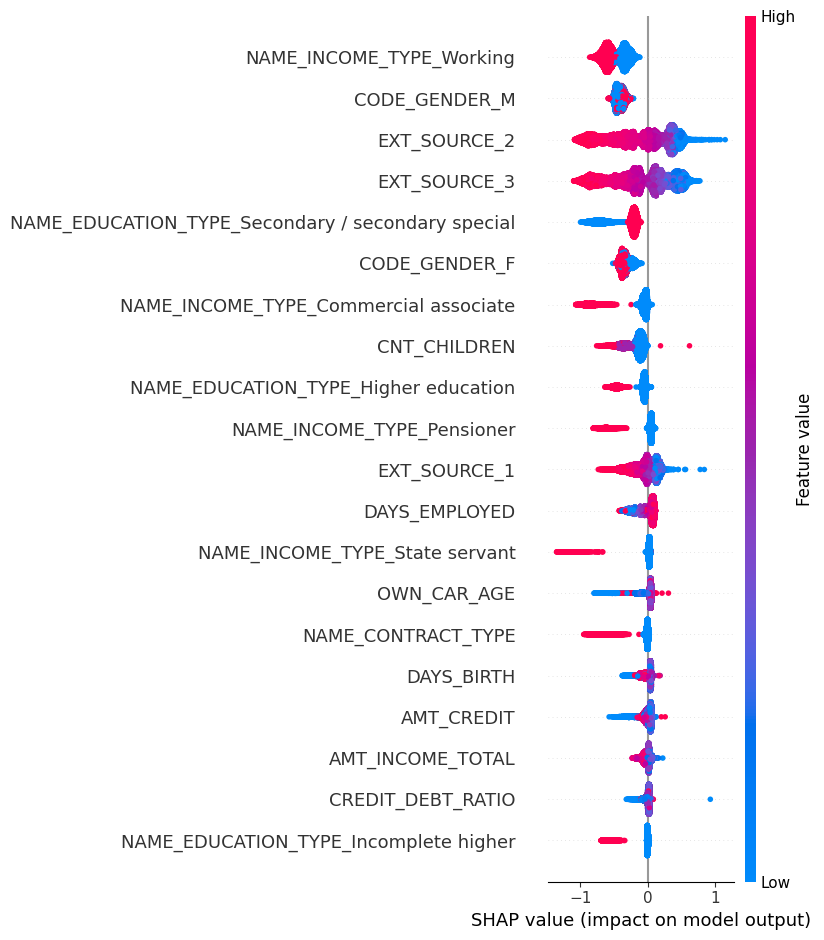 High
NAME_INCOME_TYPE_Working
CODE_GENDER_M
EXT_SOURCE_2
EXT_SOURCE_3
NAME_EDUCATION_TYPE_Secondary / secondary special
CODE_GENDER_F
NAME_INCOME_TYPE_Commercial associate
CNT_CHILDREN
NAME_EDUCATION_TYPE_Higher education
NAME_INCOME_TYPE_Pensioner
EXT_SOURCE_1
DAYS_EMPLOYED
NAME_INCOME_TYPE_State servant
OWN_CAR_AGE
NAME_CONTRACT_TYPE
DAYS_BIRTH
AMT_CREDIT
AMT_INCOME_TOTAL
CREDIT_DEBT_RATIO
NAME_EDUCATION_TYPE_Incomplete higher
Feature value
Low
−1 0 1
SHAP value (impact on model output)